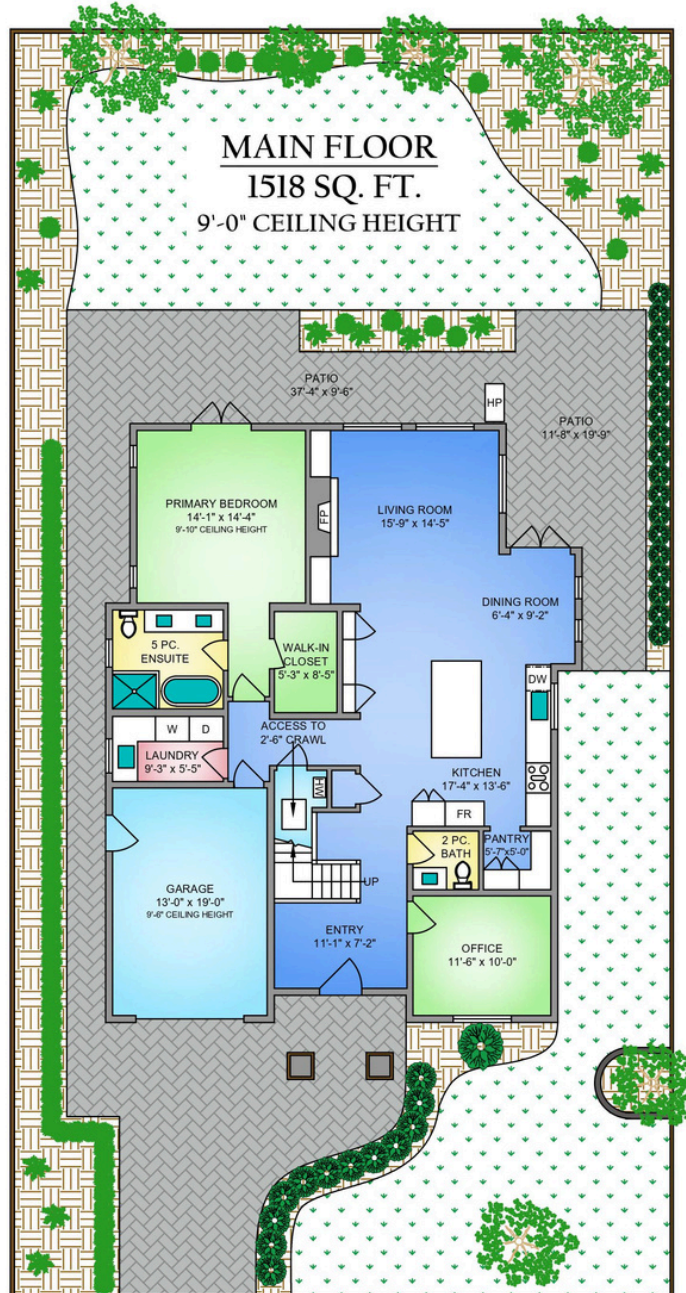 MAIN FLOOR
1518 SQ. FT.
9'-0" CEILING HEIGHT
PATIO
37'-4" x 9'-6"
HP
PATIO
11'-8" x 19'-9"
PRIMARY BEDROOM
14'-1" x 14'-4"
9'-10" CEILING HEIGHT
FP
LIVING ROOM
15'-9" x 14'-5"
DINING ROOM
6'-4" x 9'-2"
5 PC.
ENSUITE
WALK-IN
CLOSET
5'-3" x 8'-5"
DW
W
D
LAUNDRY
9'-3" x 5'-5"
ACCESS TO
2'-6" CRAWL
HW
KITCHEN
17'-4" x 13'-6"
FR
2 PC.
BATH
PANTRY
5'-7"x5'-0"
GARAGE
13'-0" x 19'-0"
9'-6" CEILING HEIGHT
UP
ENTRY
11'-1" x 7'-2"
OFFICE
11'-6" x 10'-0"